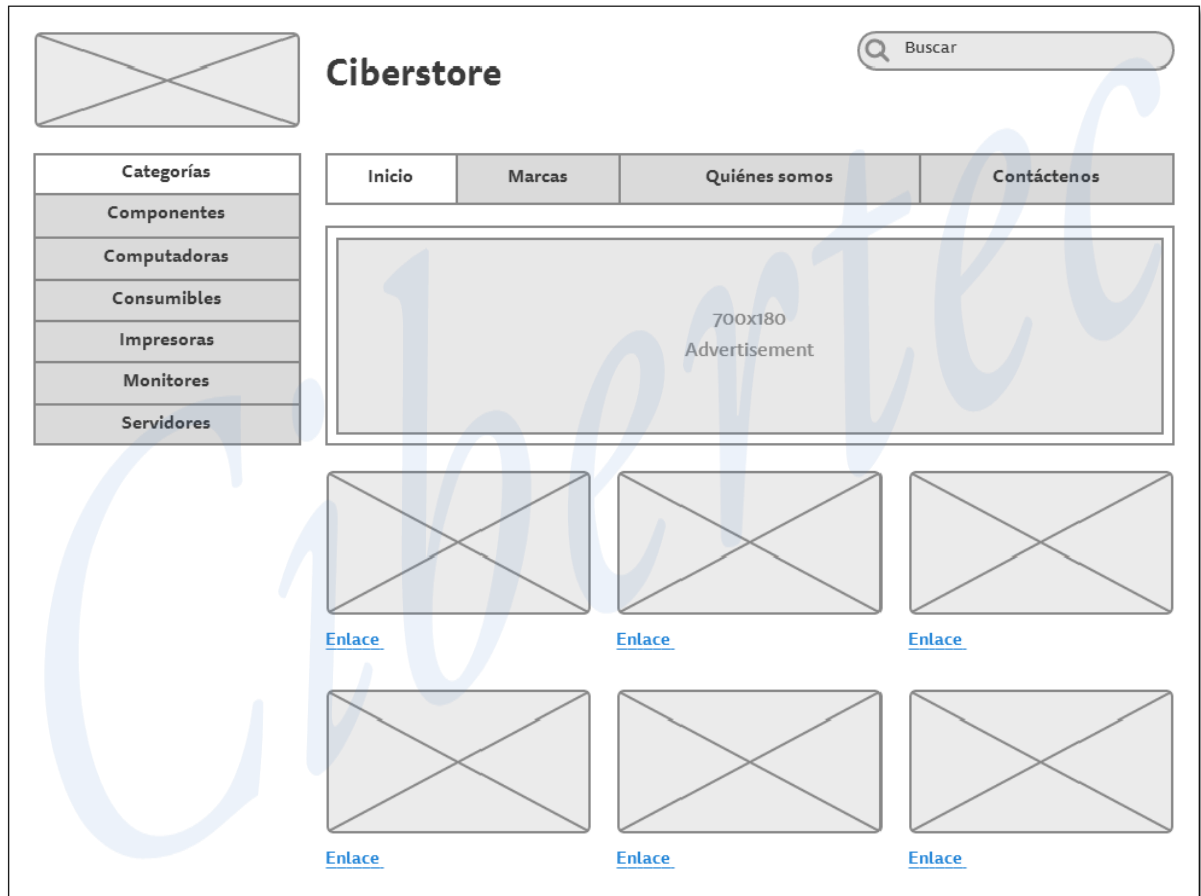 Ciberstore
Buscar
Categorías
Componentes
Computadoras
Consumibles
Impresoras
Monitores
Servidores
Inicio
Marcas
Quiénes somos
Contáctenos
700x180
Advertisement
Enlace
Enlace
Enlace
Enlace
Enlace
Enlace
Cibertec